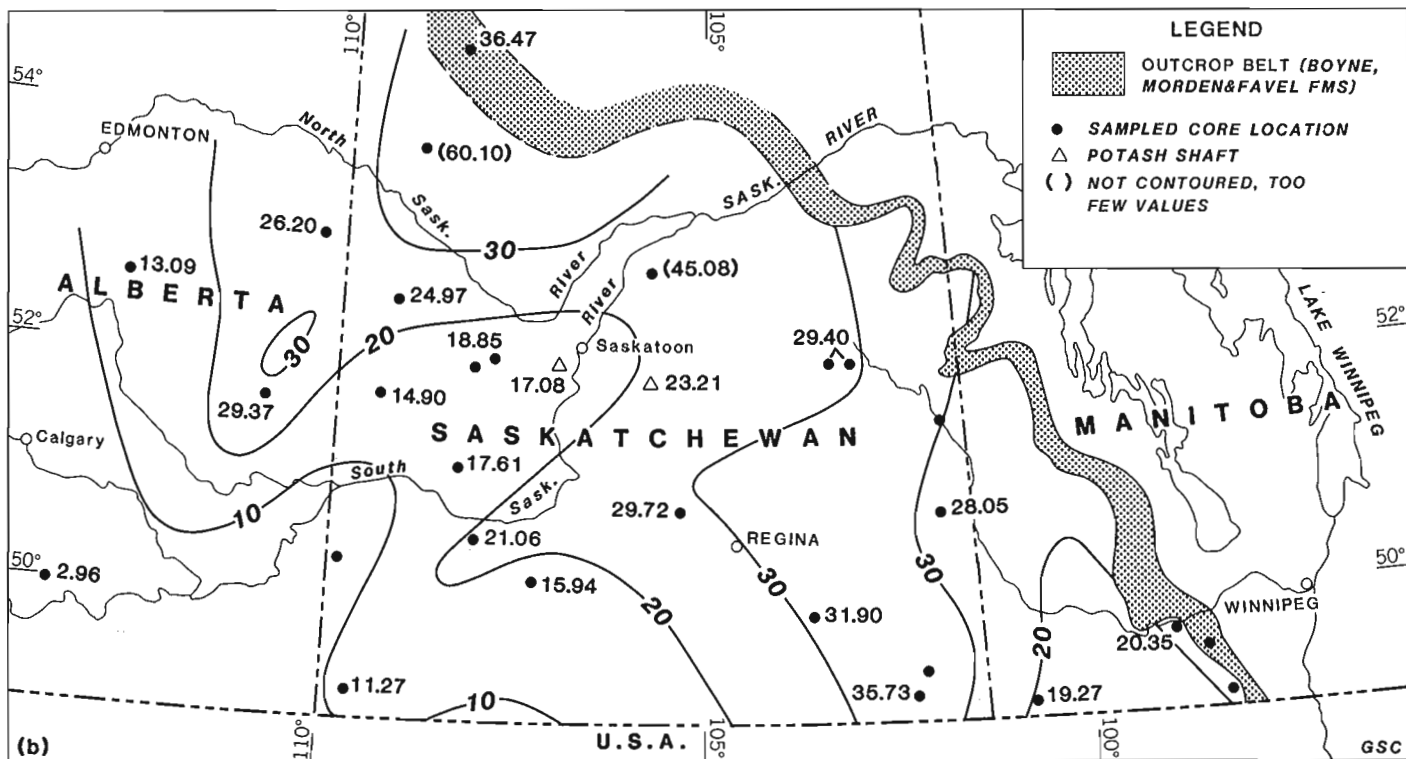 110°
105°
LEGEND
OUTCROP BELT (BOYNE,
MORDEN&FAVEL FMS)
SAMPLED CORE LOCATION
POTASH SHAFT
( ) NOT CONTOURED, TOO
FEW VALUES
54°
36.47
EDMONTON
North
Sask.
River
(60.10)
SASK.
RIVER
26.20
30
13.09
ALBERTA
24.97
(45.08)
River
52°
52°
LAKE WINNIPEG
30
20
18.85
Saskatoon
29.40
17.08
23.21
29.37
14.90
MANITOBA
SASKATCHEWAN
Calgary
South
Sask.
17.61
10
29.72
28.05
21.06
REGINA
50°
50°
2.96
15.94
30
30
WINNIPEG
20
31.90
20
20.35
11.27
10
35.73
19.27
(b)
110°
U.S.A.
105°
100°
GSC